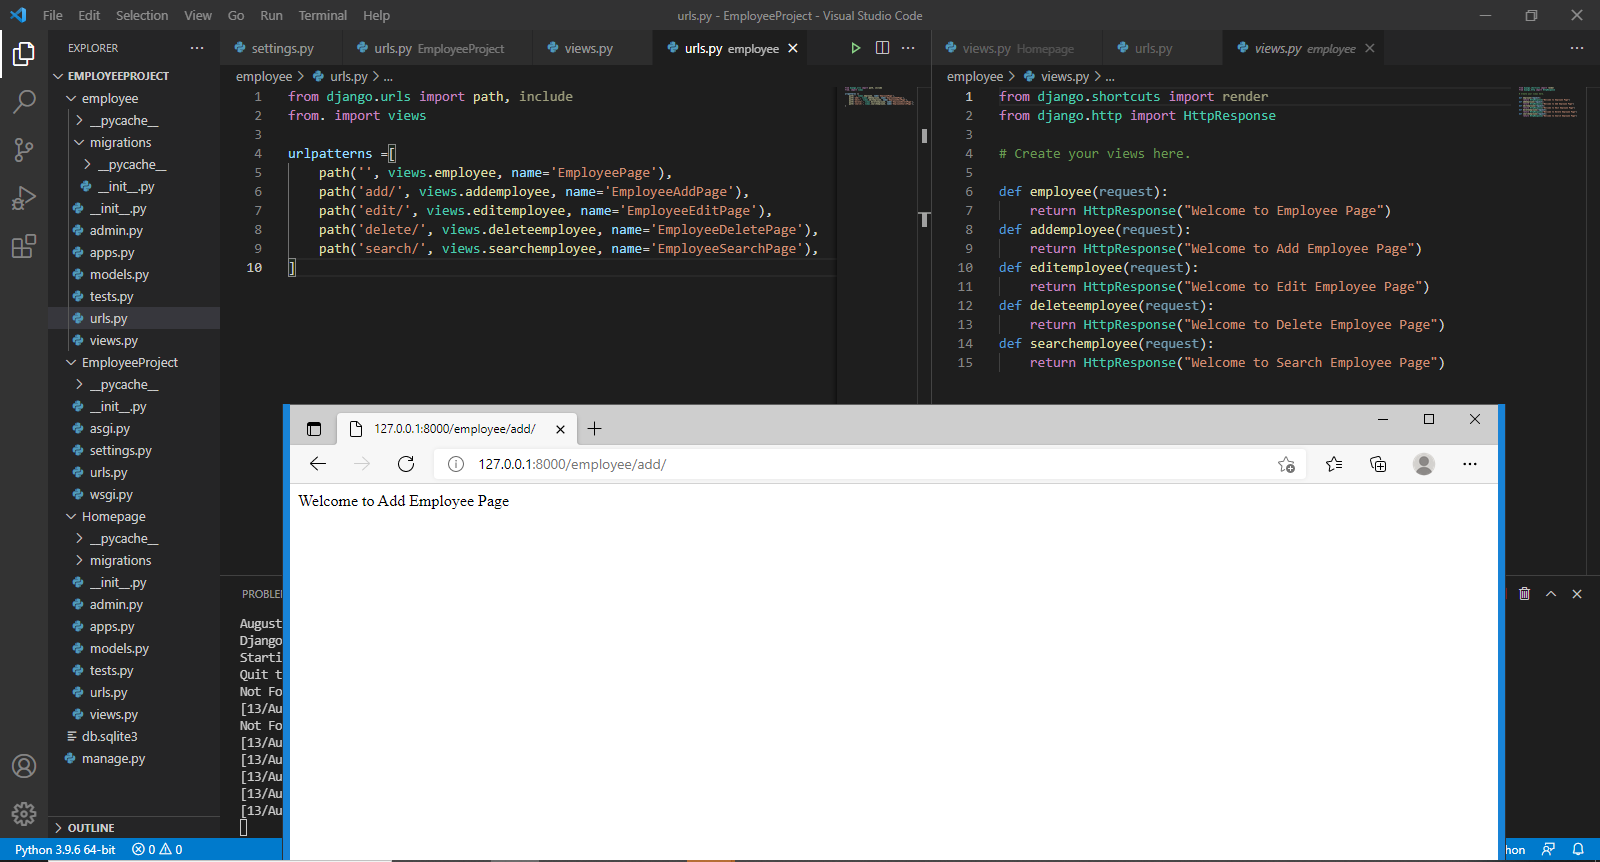 File Edit Selection View Go Run Terminal Help
urls.py - EmployeeProject - Visual Studio Code
EXPLORER
EMPLOYEEPROJECT
employee
__pycache__
migrations
__pycache__
__init__.py
__init__.py
admin.py
apps.py
models.py
tests.py
urls.py
views.py
EmployeeProject
__pycache__
__init__.py
asgi.py
settings.py
urls.py
wsgi.py
Homepage
__pycache__
migrations
__init__.py
admin.py
apps.py
models.py
tests.py
urls.py
views.py
db.sqlite3
manage.py
OUTLINE
settings.py urls.py EmployeeProject views.py urls.py employee
employee > urls.py > ...
1 from django.urls import path, include
2 from. import views
3
4 urlpatterns =[
5 path('', views.employee, name='EmployeePage'),
6 path('add/', views.addemployee, name='EmployeeAddPage'),
7 path('edit/', views.editemployee, name='EmployeeEditPage'),
8 path('delete/', views.deleteemployee, name='EmployeeDeletePage'),
9 path('search/', views.searchemployee, name='EmployeeSearchPage'),
10 ]
views.py Homepage urls.py views.py employee
employee > views.py > ...
1 from django.shortcuts import render
2 from django.http import HttpResponse
3
4 # Create your views here.
5
6 def employee(request):
7 return HttpResponse("Welcome to Employee Page")
8 def addemployee(request):
9 return HttpResponse("Welcome to Add Employee Page")
10 def editemployee(request):
11 return HttpResponse("Welcome to Edit Employee Page")
12 def deleteemployee(request):
13 return HttpResponse("Welcome to Delete Employee Page")
14 def searchemployee(request):
15 return HttpResponse("Welcome to Search Employee Page")
127.0.0.1:8000/employee/add/
127.0.0.1:8000/employee/add/
Welcome to Add Employee Page
PROBLE
August
Django
Starti
Quit t
Not Fo
[13/Au
Not Fo
[13/Au
[13/Au
[13/Au
[13/Au
[13/Au
Python 3.9.6 64-bit 0 0
hon